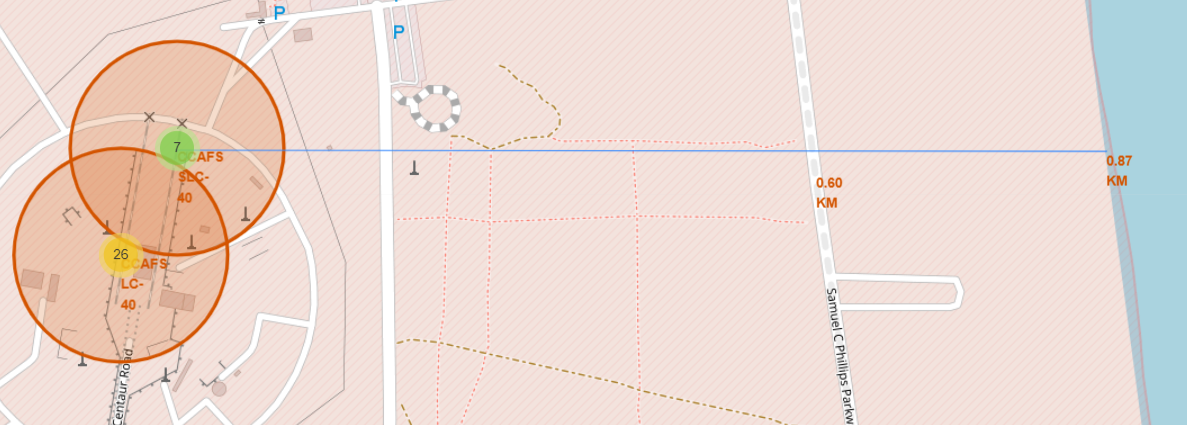 P
P
7
CCAFS
SLC-
40
0.87
KM
0.60
KM
26
CCAFS
LC-
40
Samuel C Phillips Parkw
Centaur Road